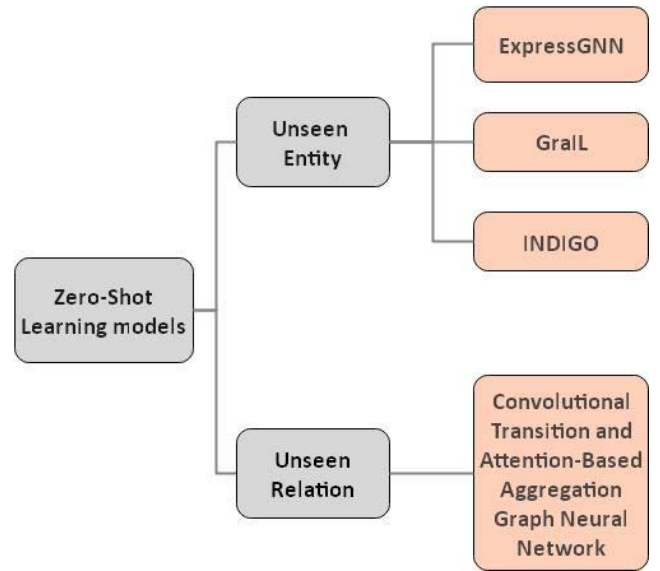 Zero-Shot
Learning models
Unseen
Entity
ExpressGNN
GraIL
INDIGO
Unseen
Relation
Convolutional
Transition and
Attention-Based
Aggregation
Graph Neural
Network